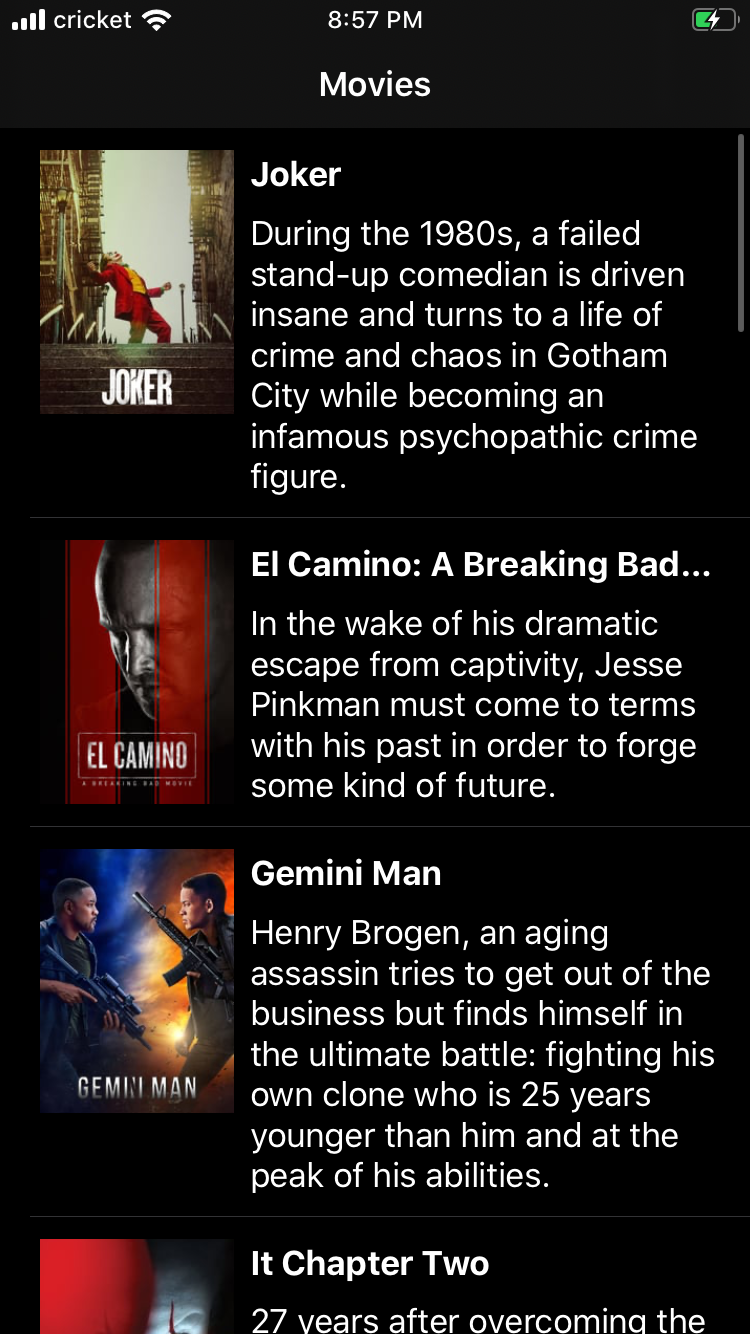 cricket
8:57 PM
Movies
JOKER
Joker
During the 1980s, a failed
stand-up comedian is driven
insane and turns to a life of
crime and chaos in Gotham
City while becoming an
infamous psychopathic crime
figure.
EL CAMINO
A BREAKING BAD MOVIE
El Camino: A Breaking Bad...
In the wake of his dramatic
escape from captivity, Jesse
Pinkman must come to terms
with his past in order to forge
some kind of future.
GEMINI MAN
Gemini Man
Henry Brogen, an aging
assassin tries to get out of the
business but finds himself in
the ultimate battle: fighting his
own clone who is 25 years
younger than him and at the
peak of his abilities.
It Chapter Two
27 years after overcoming the